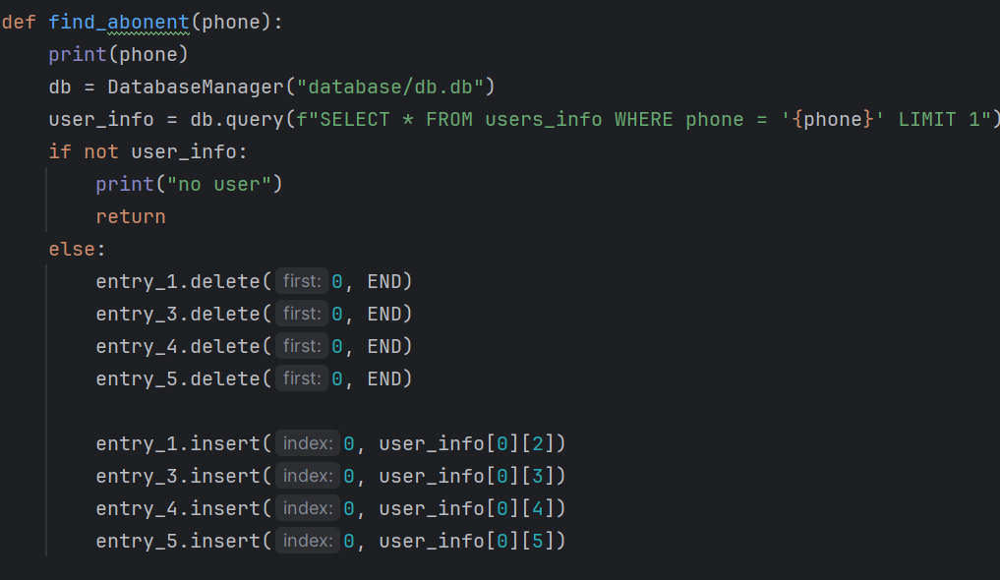 def find_abonent(phone):
    print(phone)
    db = DatabaseManager("database/db.db")
    user_info = db.query(f"SELECT * FROM users_info WHERE phone = '{phone}' LIMIT 1")
    if not user_info:
        print("no user")
        return
    else:
        entry_1.delete( first: 0, END)
        entry_3.delete( first: 0, END)
        entry_4.delete( first: 0, END)
        entry_5.delete( first: 0, END)
        entry_1.insert( index: 0, user_info[0][2])
        entry_3.insert( index: 0, user_info[0][3])
        entry_4.insert( index: 0, user_info[0][4])
        entry_5.insert( index: 0, user_info[0][5])